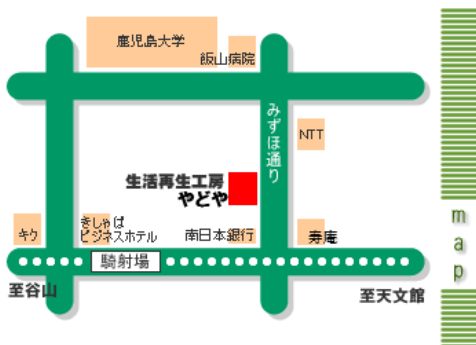 鹿児島大学
飯山病院
みずほ通り
NTT
生活再生工房
やどや
キク
きしゃば
ビジネスホテル
南日本銀行
寿庵
騎射場
至谷山
至天文館
map